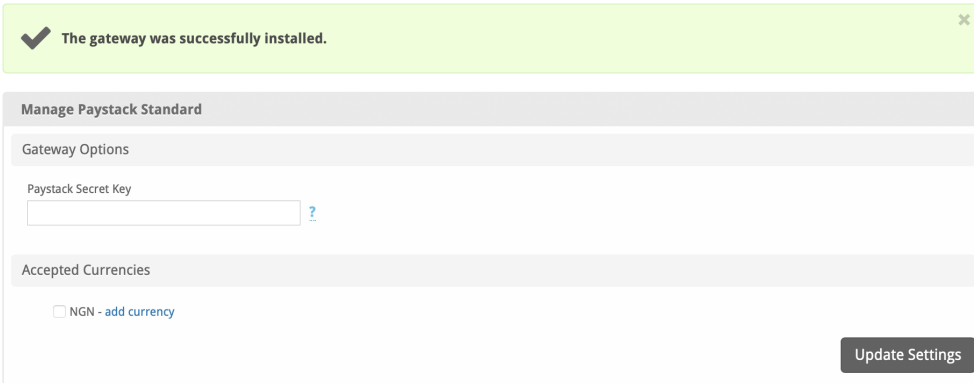 The gateway was successfully installed.
Manage Paystack Standard
Gateway Options
Paystack Secret Key
?
Accepted Currencies
NGN - add currency
Update Settings